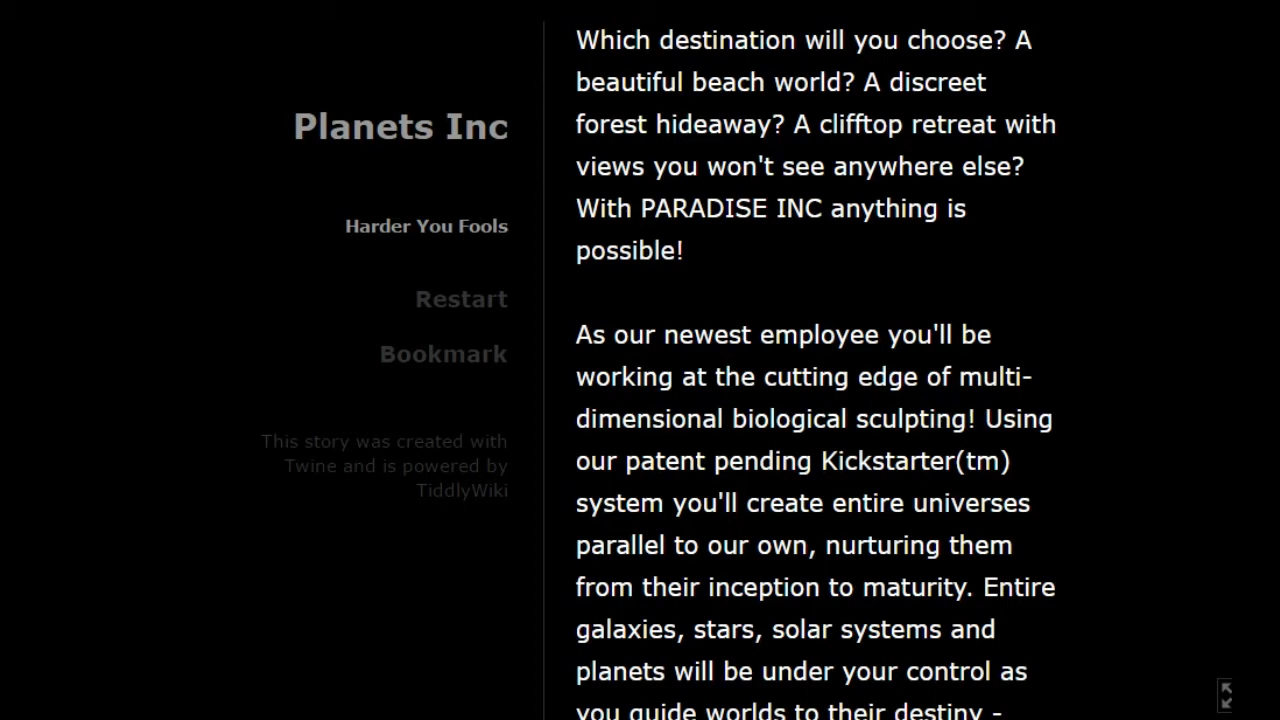 Planets Inc
Harder You Fools
Restart
Bookmark
This story was created with
Twine and is powered by
TiddlyWiki
Which destination will you choose? A
beautiful beach world? A discreet
forest hideaway? A clifftop retreat with
views you won't see anywhere else?
With PARADISE INC anything is
possible!
As our newest employee you'll be
working at the cutting edge of multi-
dimensional biological sculpting! Using
our patent pending Kickstarter(tm)
system you'll create entire universes
parallel to our own, nurturing them
from their inception to maturity. Entire
galaxies, stars, solar systems and
planets will be under your control as
you guide worlds to their destiny -